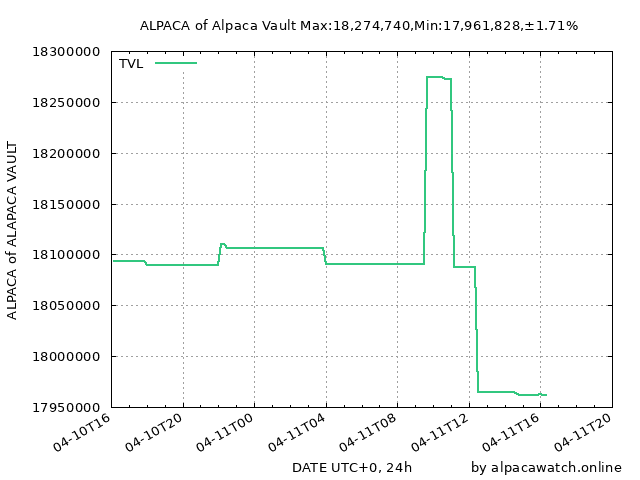 ALPACA of Alpaca Vault Max:18,274,740,Min:17,961,828,±1.71%
TVL
18300000
18250000
18200000
18150000
18100000
18050000
18000000
17950000
ALPACA of ALAPACA VAULT
04-10T16
04-10T20
04-11T00
04-11T04
04-11T08
04-11T12
04-11T16
04-11T20
DATE UTC+0, 24h
by alpacawatch.online